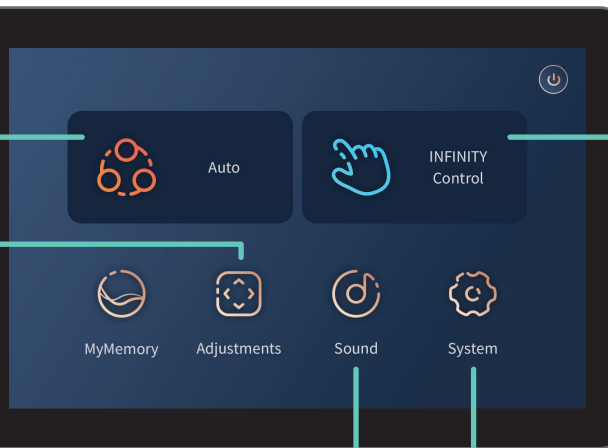 Auto
INFINITY
Control
MyMemory
Adjustments
Sound
System